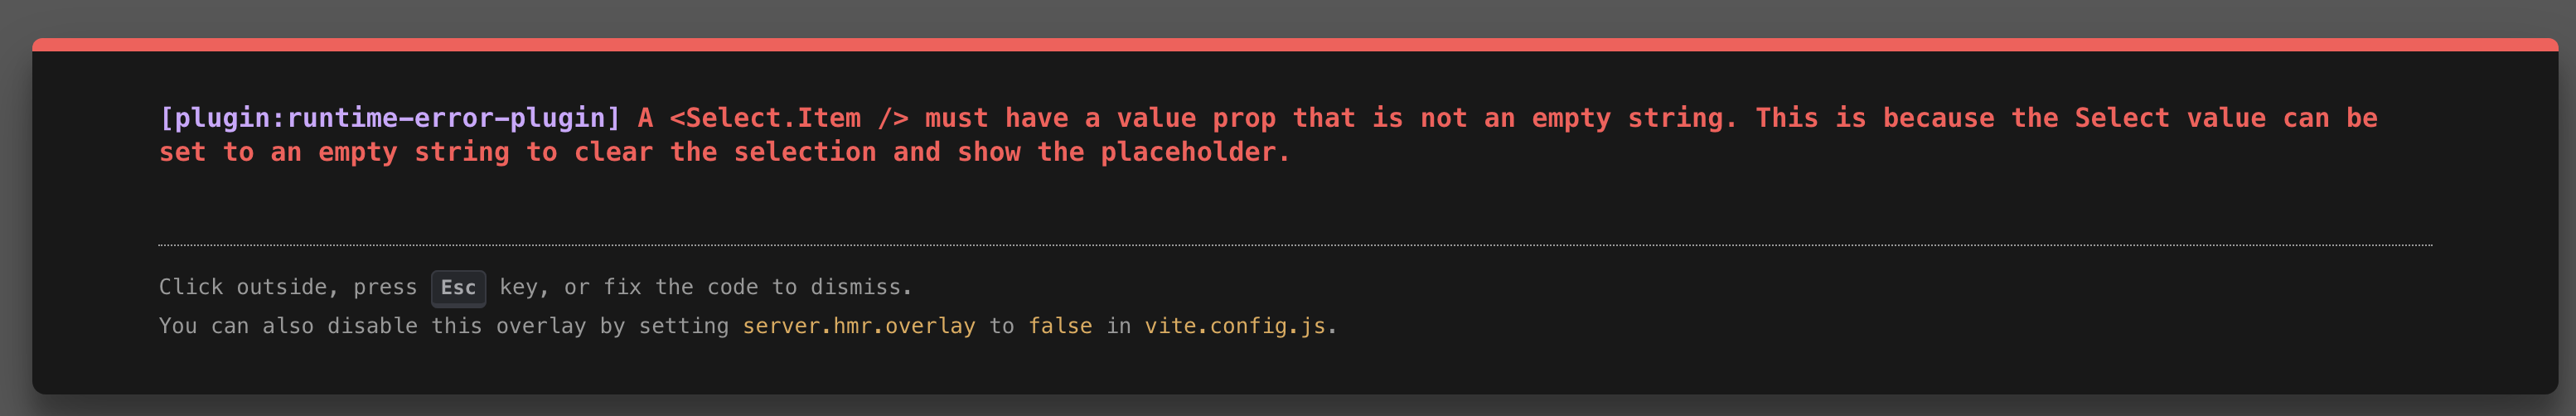 [plugin:runtime-error-plugin] A <Select.Item /> must have a value prop that is not an empty string. This is because the Select value can be
set to an empty string to clear the selection and show the placeholder.
Click outside, press Esc key, or fix the code to dismiss.
You can also disable this overlay by setting server.hmr.overlay to false in vite.config.js.